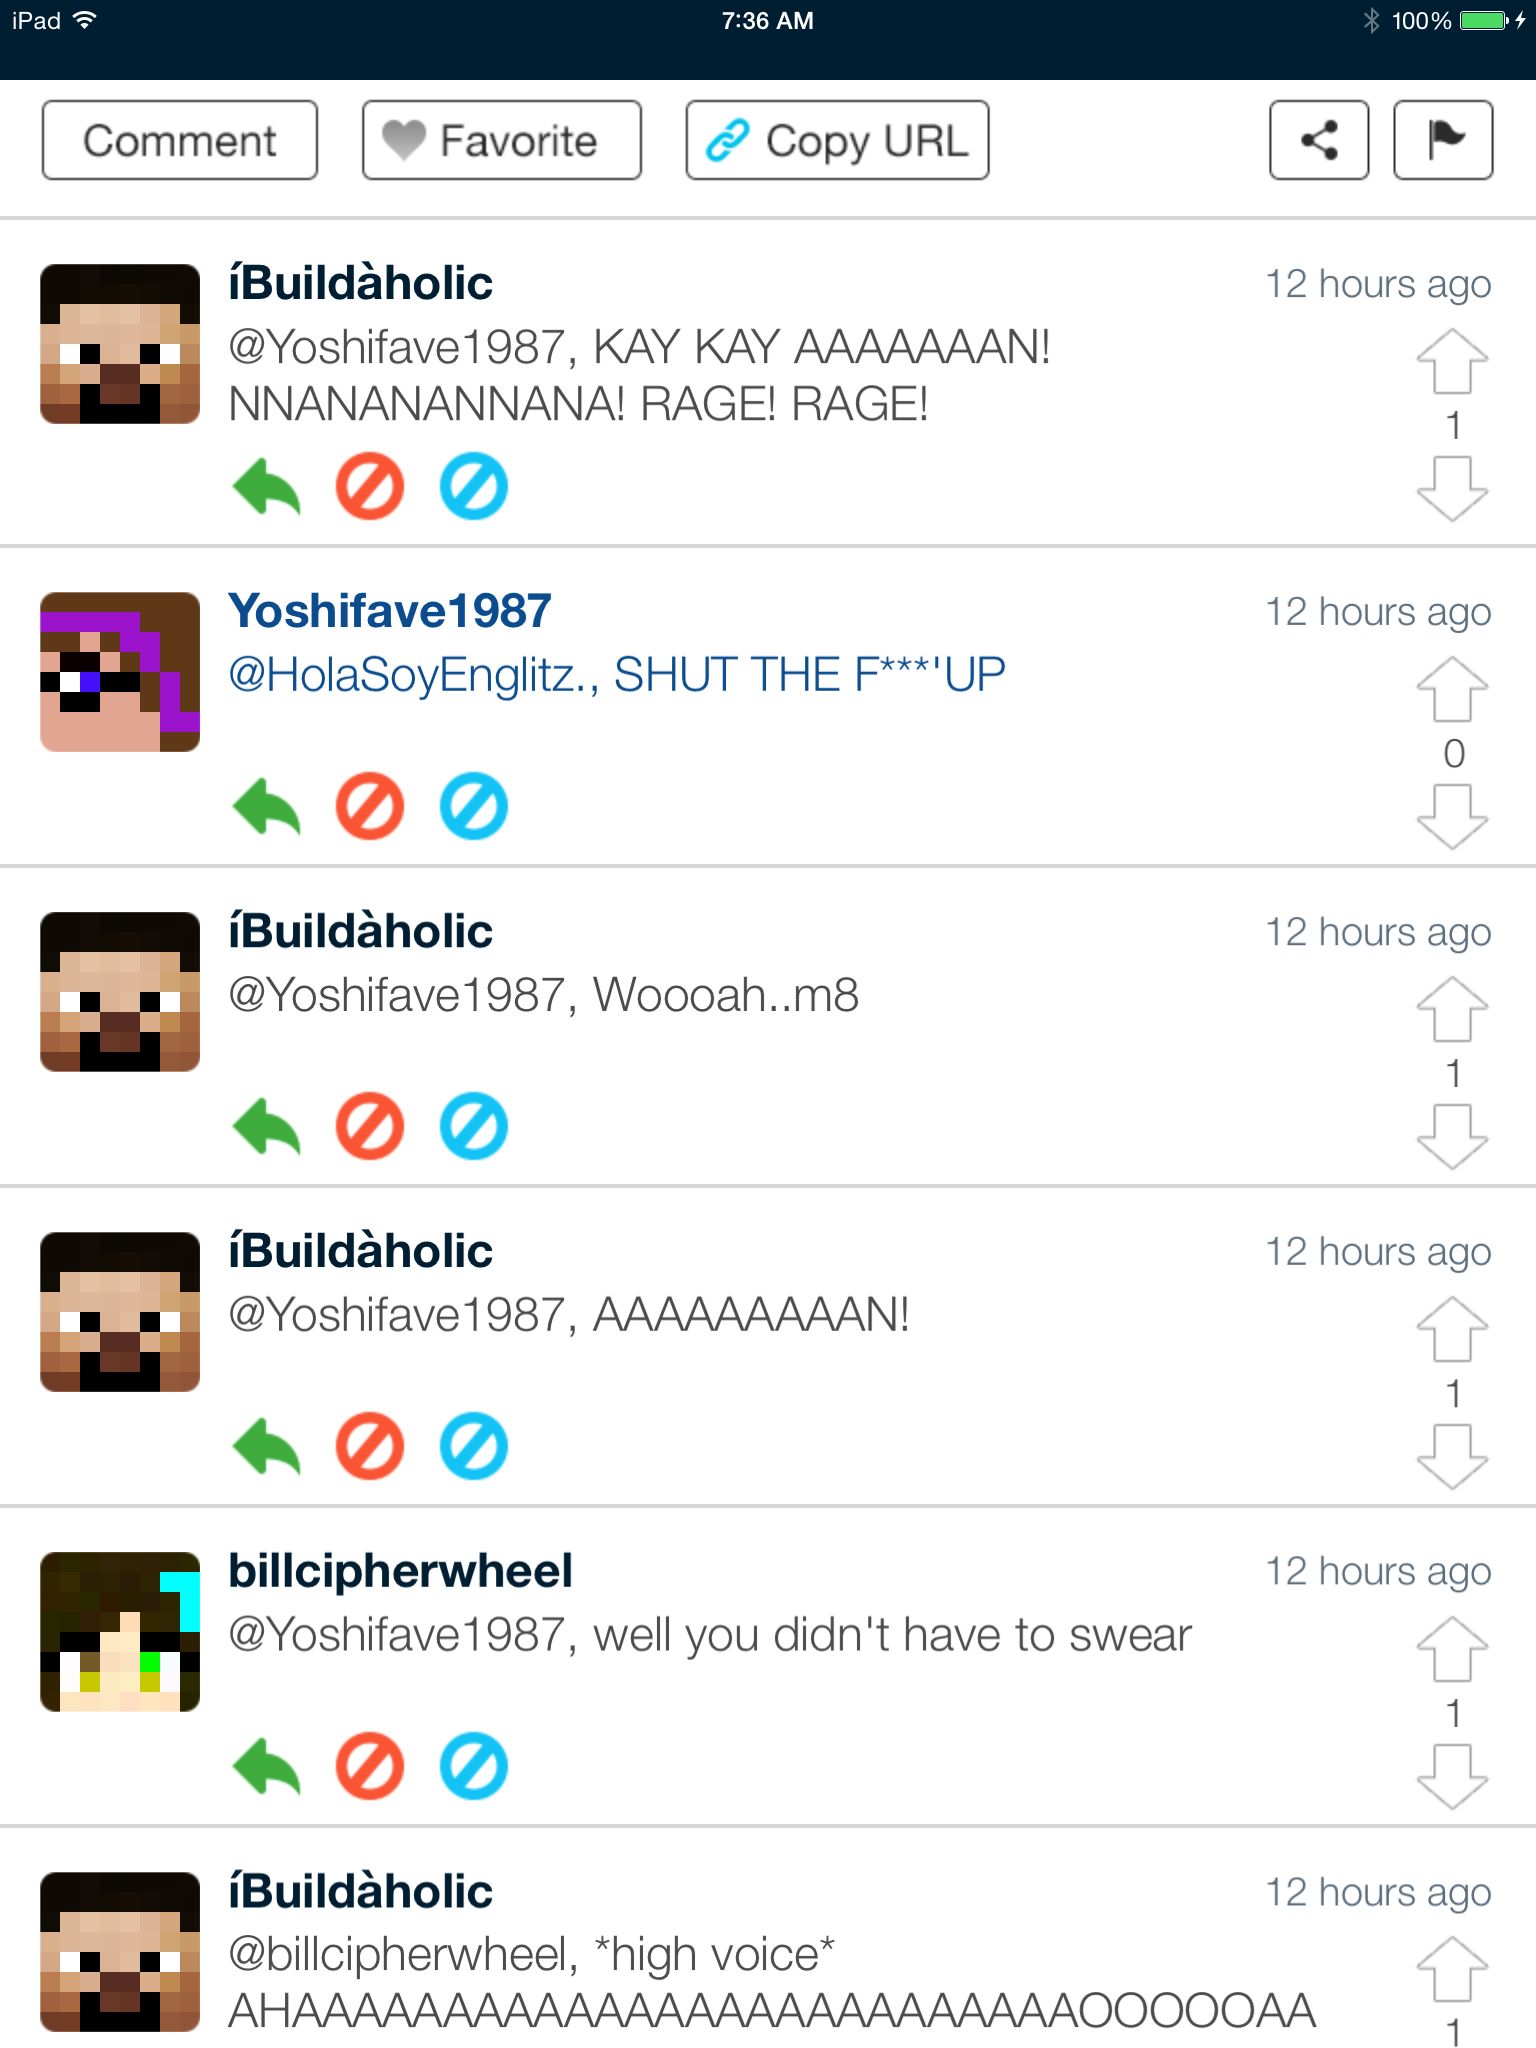 iPad 7:36 AM 100%
Comment Favorite Copy URL
íBuildàholic 12 hours ago
@Yoshifave1987, KAY KAY AAAAAAAN!
NNANANANNANA! RAGE! RAGE!
1
Yoshifave1987 12 hours ago
@HolaSoyEnglitz., SHUT THE F***'UP
0
íBuildàholic 12 hours ago
@Yoshifave1987, Woooah..m8
1
íBuildàholic 12 hours ago
@Yoshifave1987, AAAAAAAAAN!
1
billcipherwheel 12 hours ago
@Yoshifave1987, well you didn't have to swear
1
íBuildàholic 12 hours ago
@billcipherwheel, *high voice*
AHAAAAAAAAAAAAAAAAAAAAAAAAAAOOOOOAA
1